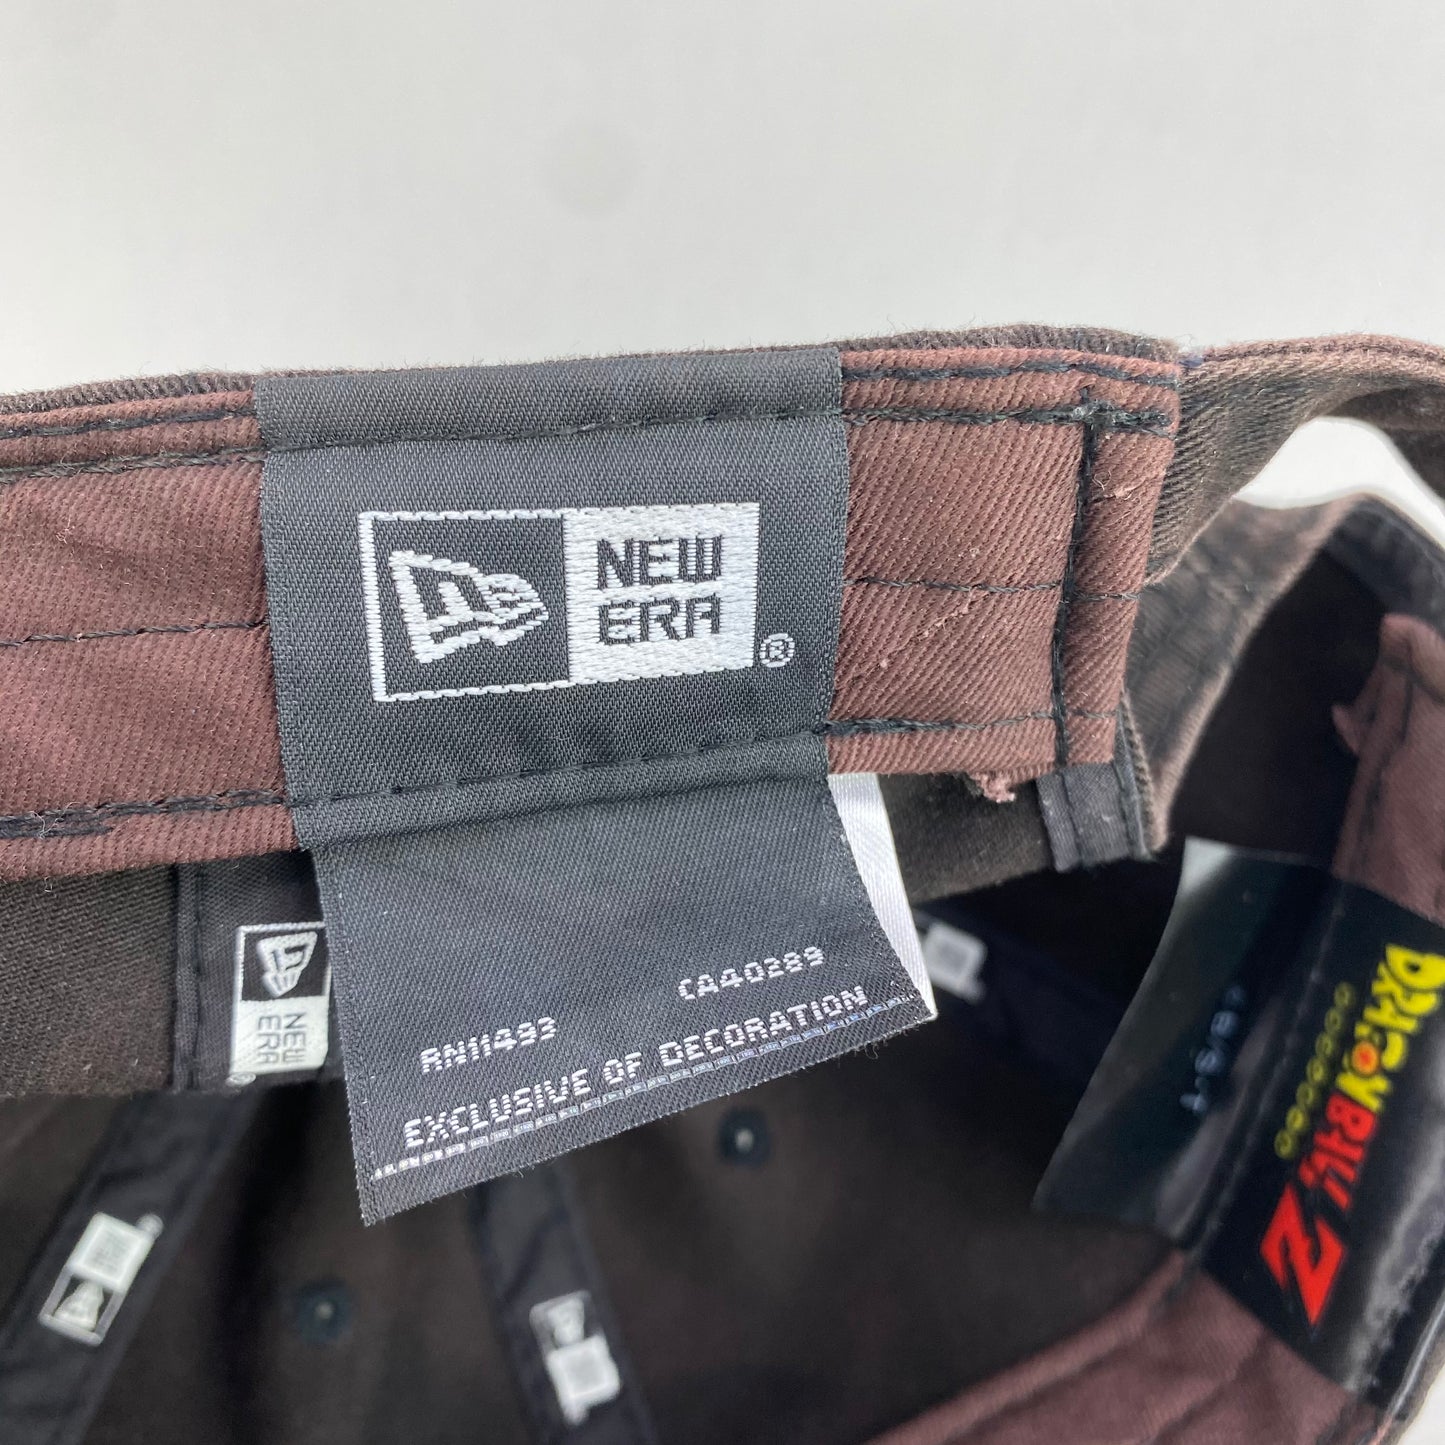 NEW
ERA
®
CA40289
RN11493
EXCLUSIVE OF DECORATION
NEW
ERA
®
DRAGON BALL
Z